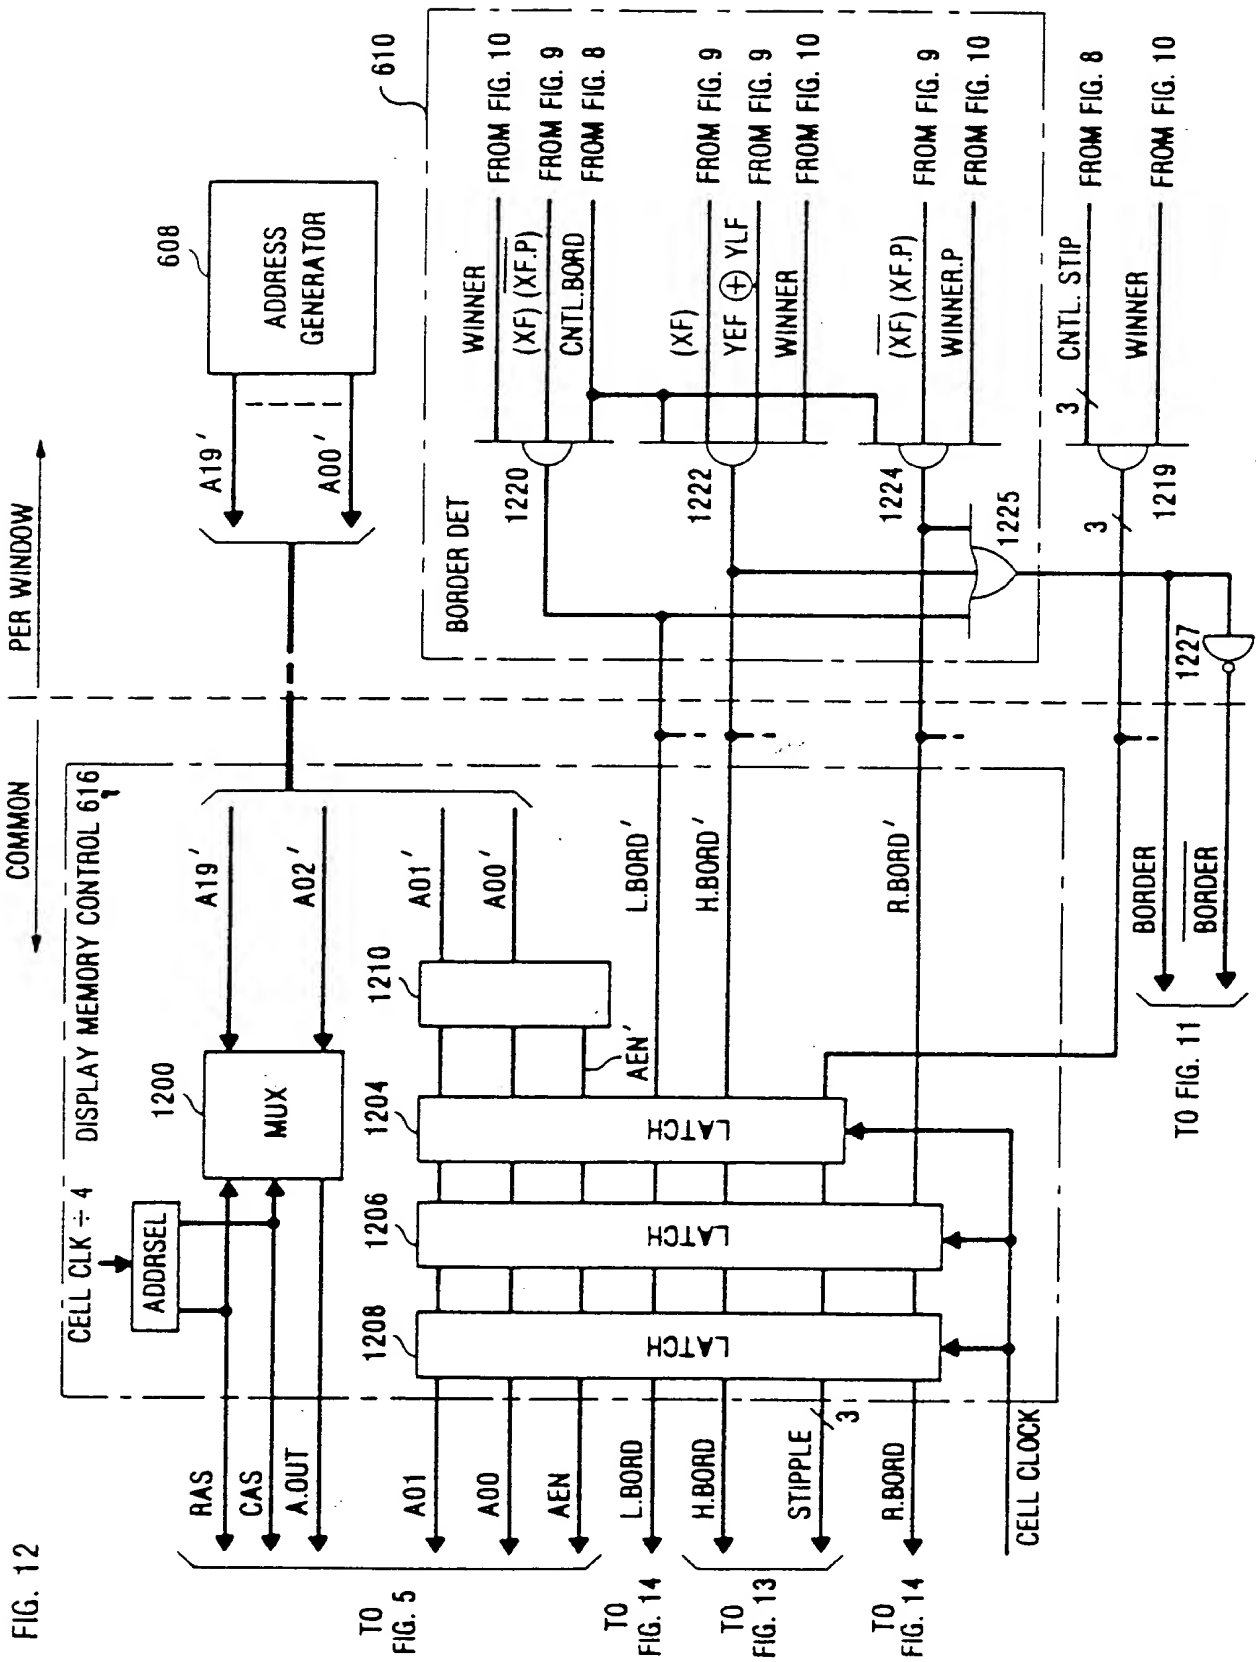 FIG. 12
COMMON
PER WINDOW
CELL CLK ÷ 4
DISPLAY MEMORY CONTROL 616
ADDRSEL
1200
MUX
RAS
CAS
A.OUT
A19′
A02′
A19′
A00′
608
ADDRESS
GENERATOR
610
A01′
A00′
1210
AEN′
1204
LATCH
1206
LATCH
1208
LATCH
A01
A00
AEN
TO
FIG. 5
L.BORD′
H.BORD′
R.BORD′
L.BORD
TO
FIG. 14
H.BORD
STIPPLE
3
TO
FIG. 13
R.BORD
TO
FIG. 14
CELL CLOCK
BORDER DET
1220
WINNER
FROM FIG. 10
(XF) (X̅F̅.̅P̅)
FROM FIG. 9
CNTL.BORD
FROM FIG. 8
1222
(XF)
FROM FIG. 9
YEF ⊕ YLF
FROM FIG. 9
WINNER
FROM FIG. 10
1224
(X̅F̅) (XF.P)
FROM FIG. 9
WINNER.P
FROM FIG. 10
1225
3
CNTL. STIP
FROM FIG. 8
WINNER
FROM FIG. 10
1219
3
1227
BORDER
B̅O̅R̅D̅E̅R̅
TO FIG. 11